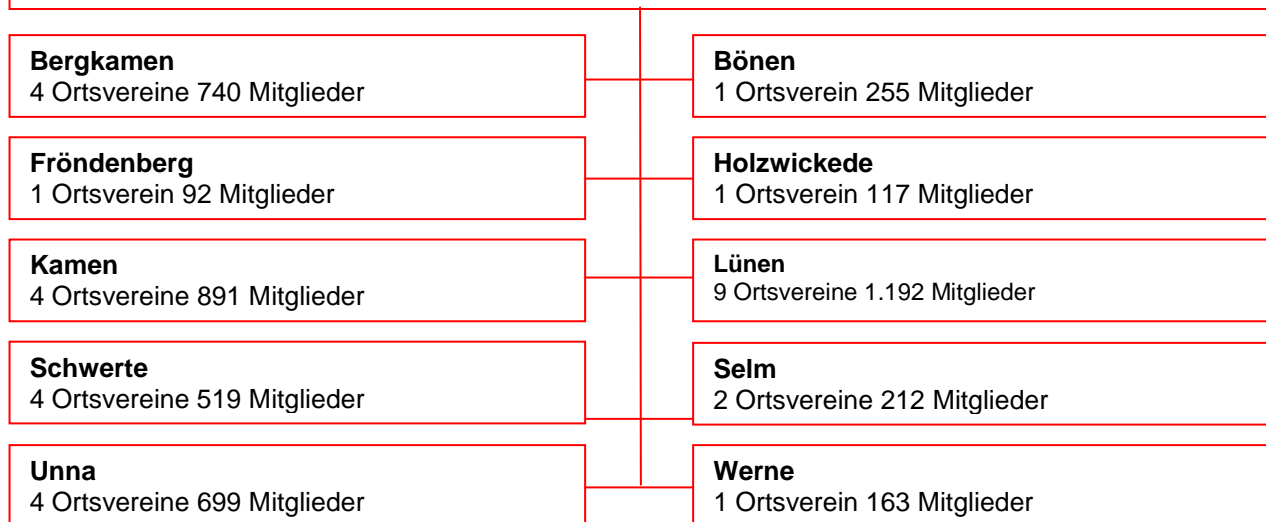 Bergkamen
4 Ortsvereine 740 Mitglieder
Bönen
1 Ortsverein 255 Mitglieder
Fröndenberg
1 Ortsverein 92 Mitglieder
Holzwickede
1 Ortsverein 117 Mitglieder
Kamen
4 Ortsvereine 891 Mitglieder
Lünen
9 Ortsvereine 1.192 Mitglieder
Schwerte
4 Ortsvereine 519 Mitglieder
Selm
2 Ortsvereine 212 Mitglieder
Unna
4 Ortsvereine 699 Mitglieder
Werne
1 Ortsverein 163 Mitglieder